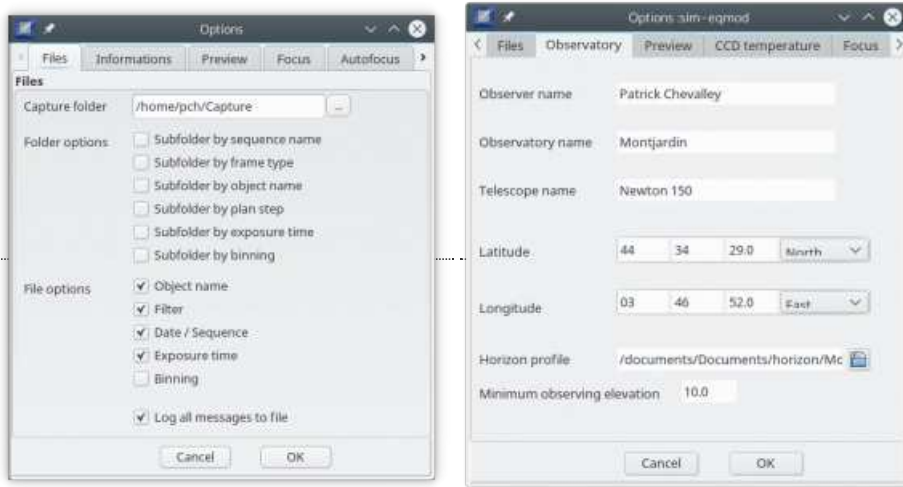 Options
Files Informations Preview Focus Autofocus
Files
Capture folder /home/pch/Capture ...
Folder options
Subfolder by sequence name
Subfolder by frame type
Subfolder by object name
Subfolder by plan step
Subfolder by exposure time
Subfolder by binning
File options
Object name
Filter
Date / Sequence
Exposure time
Binning
Log all messages to file
Cancel OK
Options :sim-eqmod
Files Observatory Preview CCD temperature Focus
Observer name Patrick Chevalley
Observatory name Montjardin
Telescope name Newton 150
Latitude 44 34 29.0 North
Longitude 03 46 52.0 East
Horizon profile /documents/Documents/horizon/Mc
Minimum observing elevation 10.0
Cancel OK